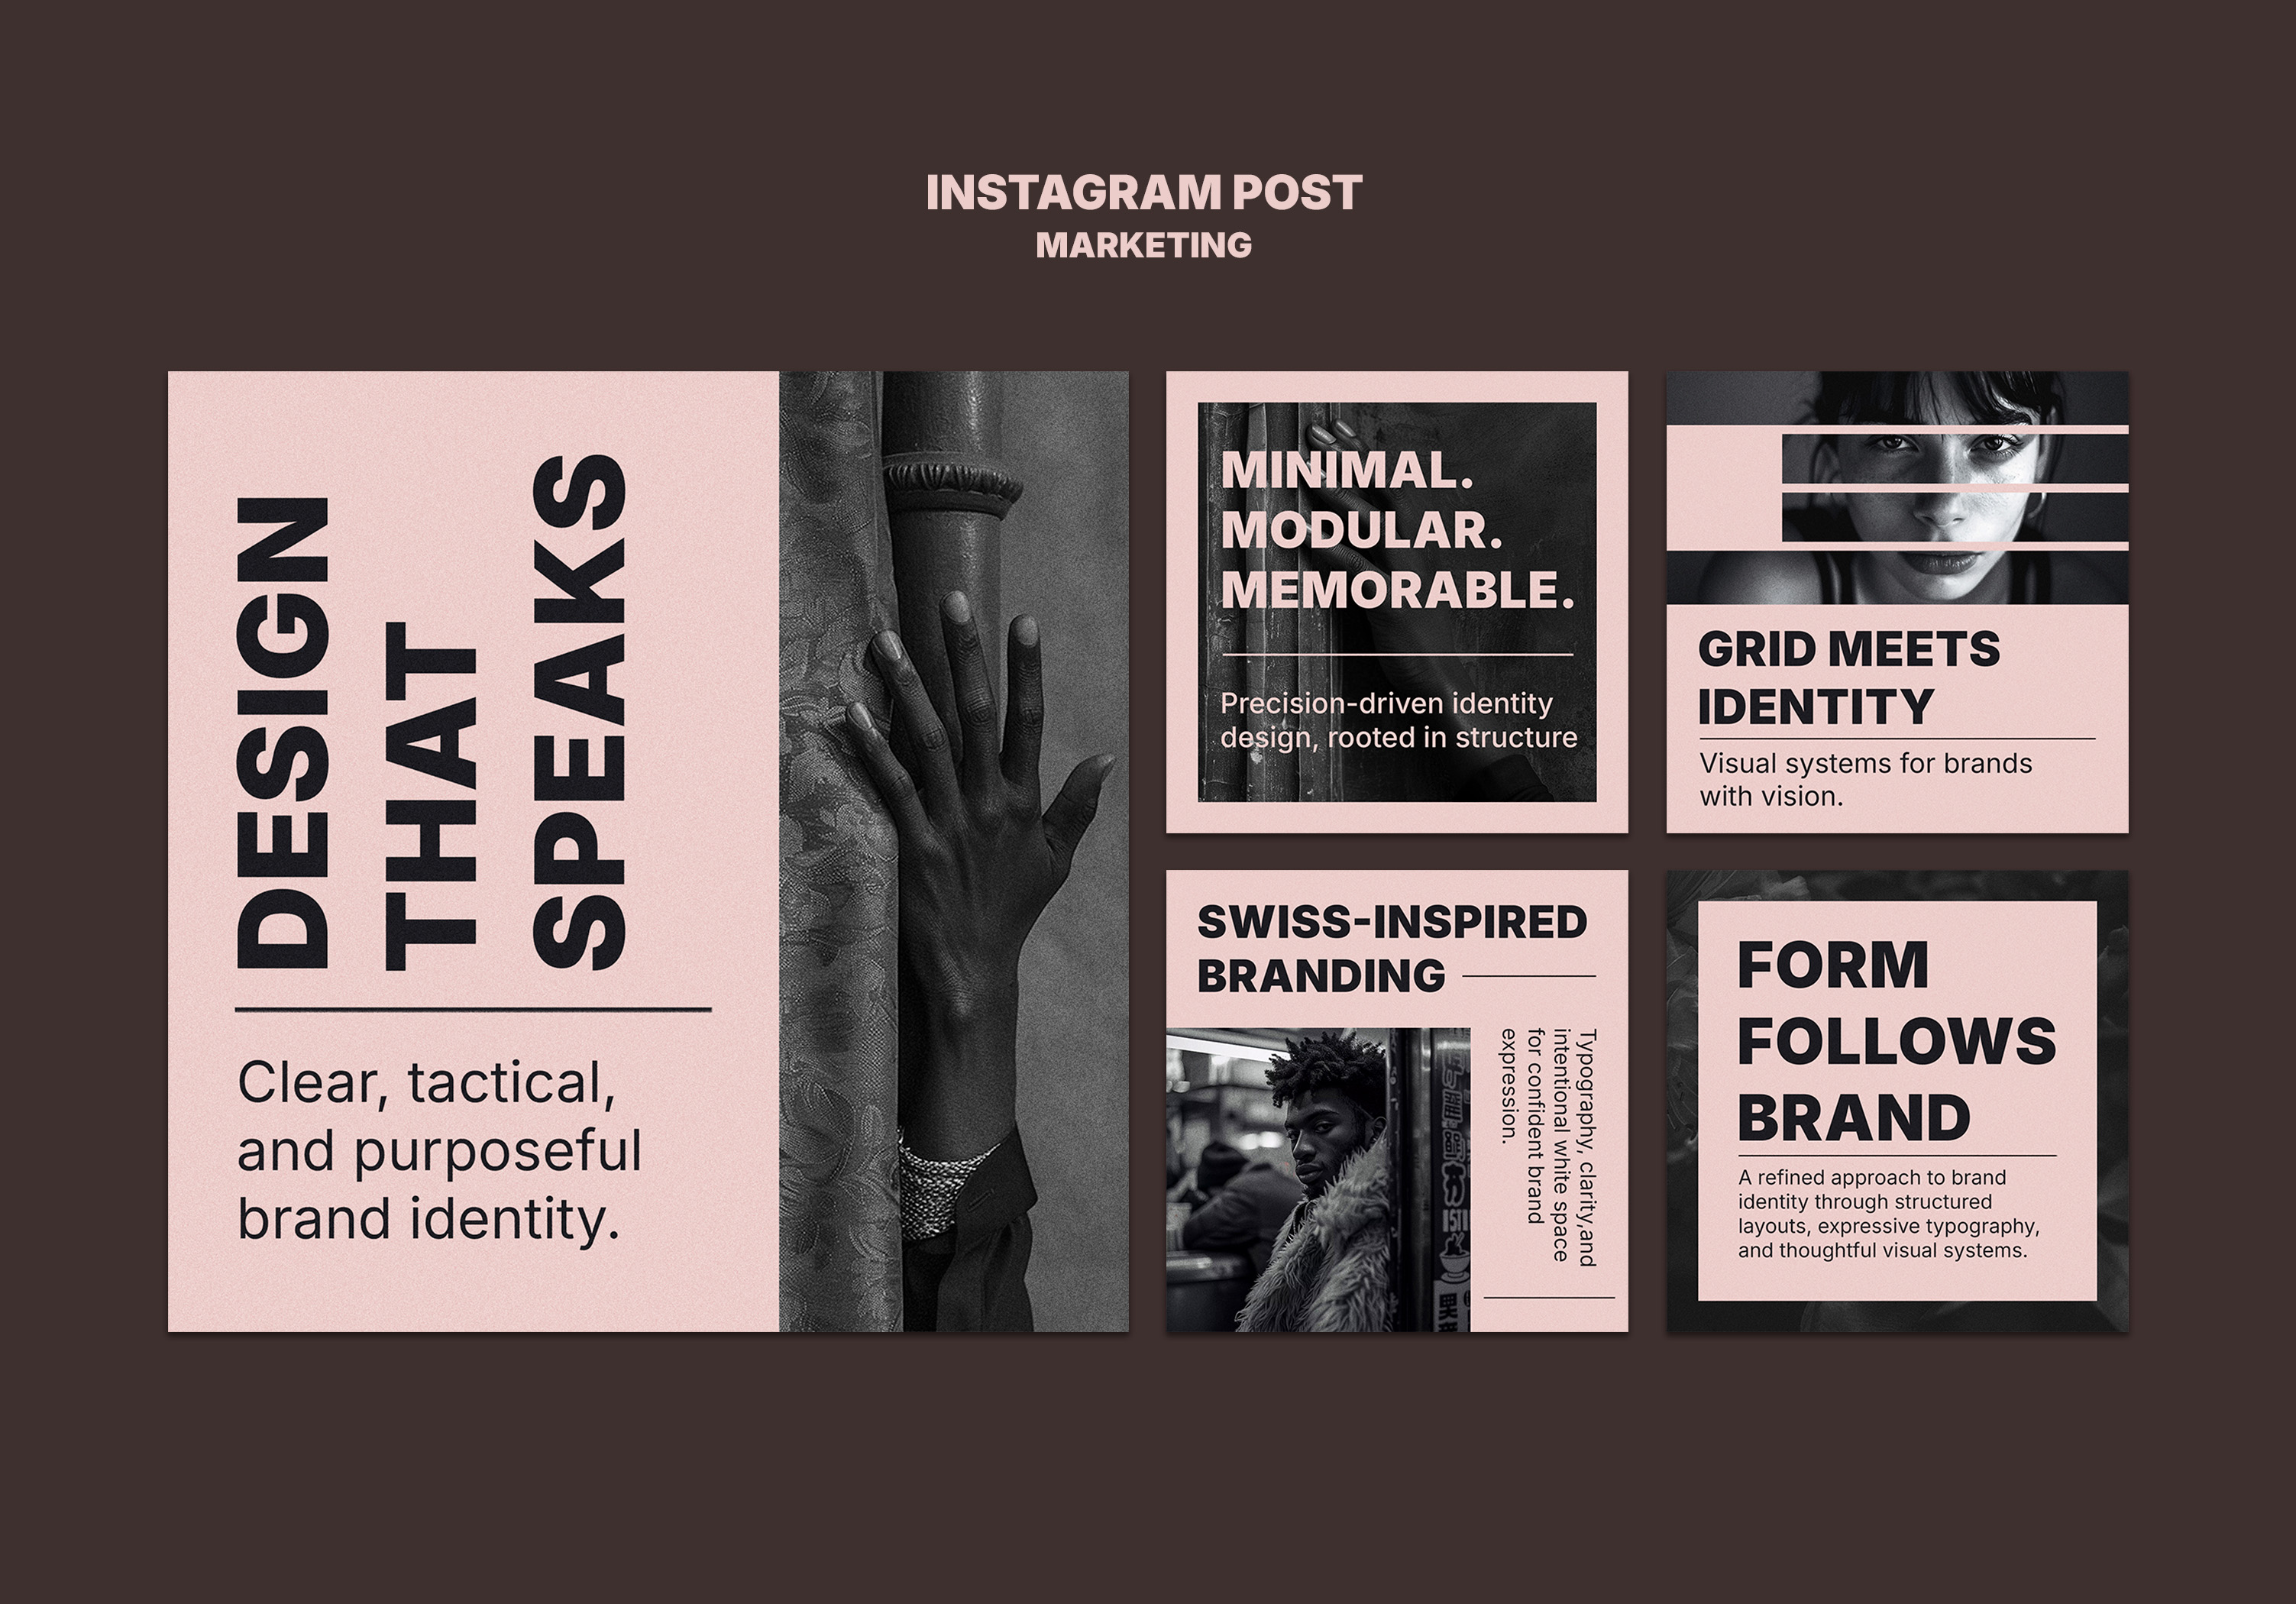 INSTAGRAM POST
MARKETING
DESIGN
THAT
SPEAKS
Clear, tactical,
and purposeful
brand identity.
MINIMAL.
MODULAR.
MEMORABLE.
Precision-driven identity
design, rooted in structure
GRID MEETS
IDENTITY
Visual systems for brands
with vision.
SWISS-INSPIRED
BRANDING
Typography, clarity,and
intentional white space
for confident brand
expression.
FORM
FOLLOWS
BRAND
A refined approach to brand
identity through structured
layouts, expressive typography,
and thoughtful visual systems.